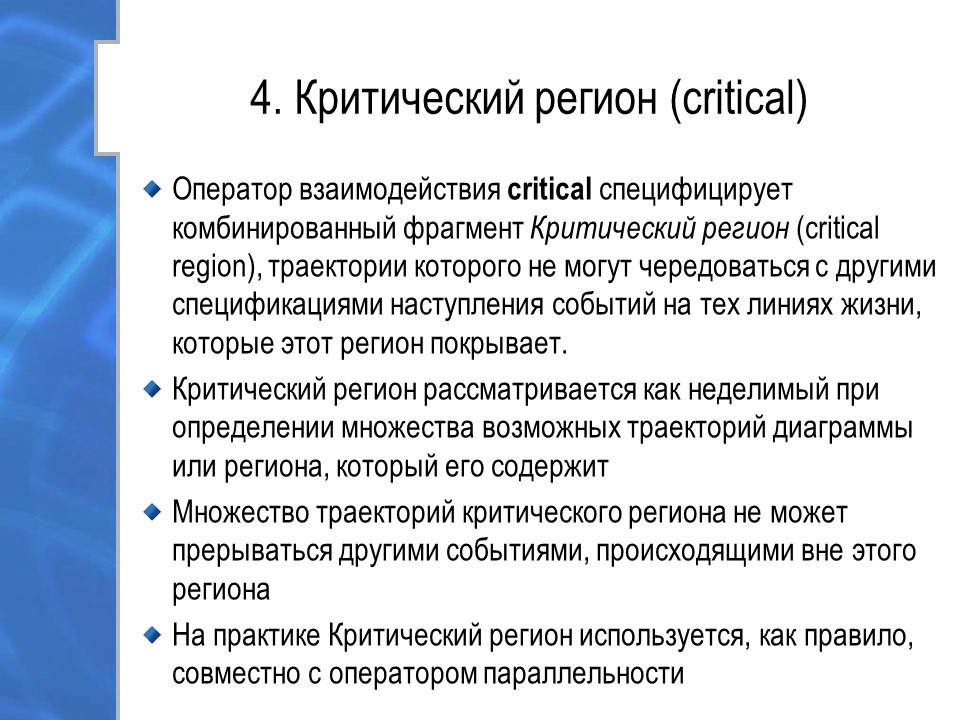 4. Критический регион (critical)
Оператор взаимодействия critical специфицирует
комбинированный фрагмент Критический регион (critical
region), траектории которого не могут чередоваться с другими
спецификациями наступления событий на тех линиях жизни,
которые этот регион покрывает.
Критический регион рассматривается как неделимый при
определении множества возможных траекторий диаграммы
или региона, который его содержит
Множество траекторий критического региона не может
прерываться другими событиями, происходящими вне этого
региона
На практике Критический регион используется, как правило,
совместно с оператором параллельности